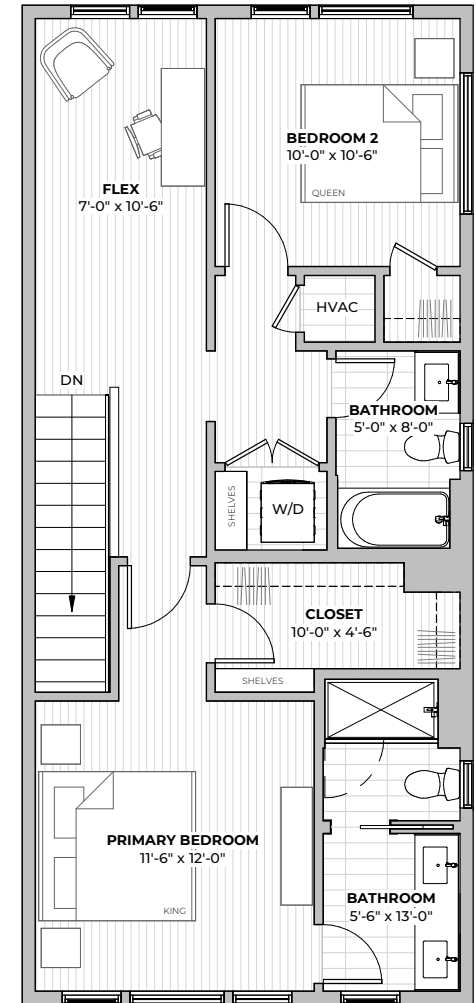 BEDROOM 2
10'-0" x 10'-6"
QUEEN
FLEX
7'-0" x 10'-6"
HVAC
DN
BATHROOM
5'-0" x 8'-0"
SHELVES
W/D
CLOSET
10'-0" x 4'-6"
SHELVES
PRIMARY BEDROOM
11'-6" x 12'-0"
KING
BATHROOM
5'-6" x 13'-0"